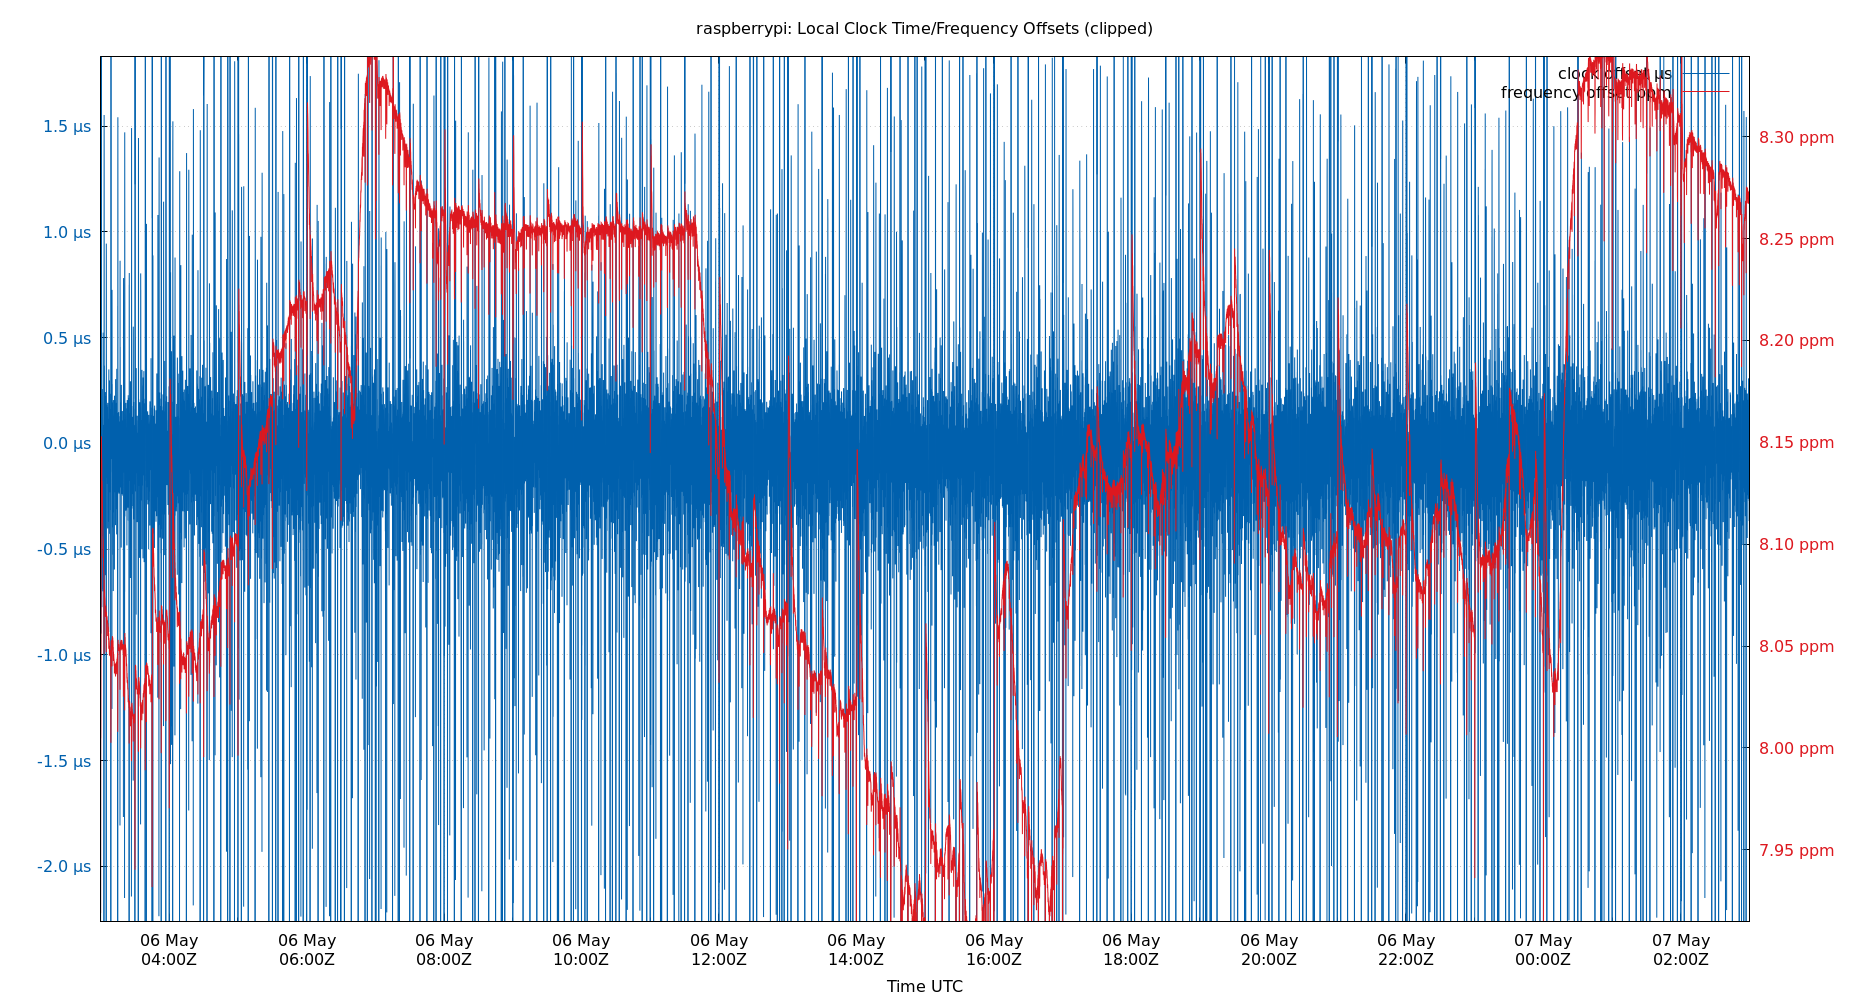 raspberrypi: Local Clock Time/Frequency Offsets (clipped)
clock offset µs
frequency offset ppm
1.5 µs
1.0 µs
0.5 µs
0.0 µs
-0.5 µs
-1.0 µs
-1.5 µs
-2.0 µs
8.30 ppm
8.25 ppm
8.20 ppm
8.15 ppm
8.10 ppm
8.05 ppm
8.00 ppm
7.95 ppm
06 May 06 May 06 May 06 May 06 May 06 May 06 May 06 May 06 May 06 May 07 May 07 May
04:00Z 06:00Z 08:00Z 10:00Z 12:00Z 14:00Z 16:00Z 18:00Z 20:00Z 22:00Z 00:00Z 02:00Z
Time UTC